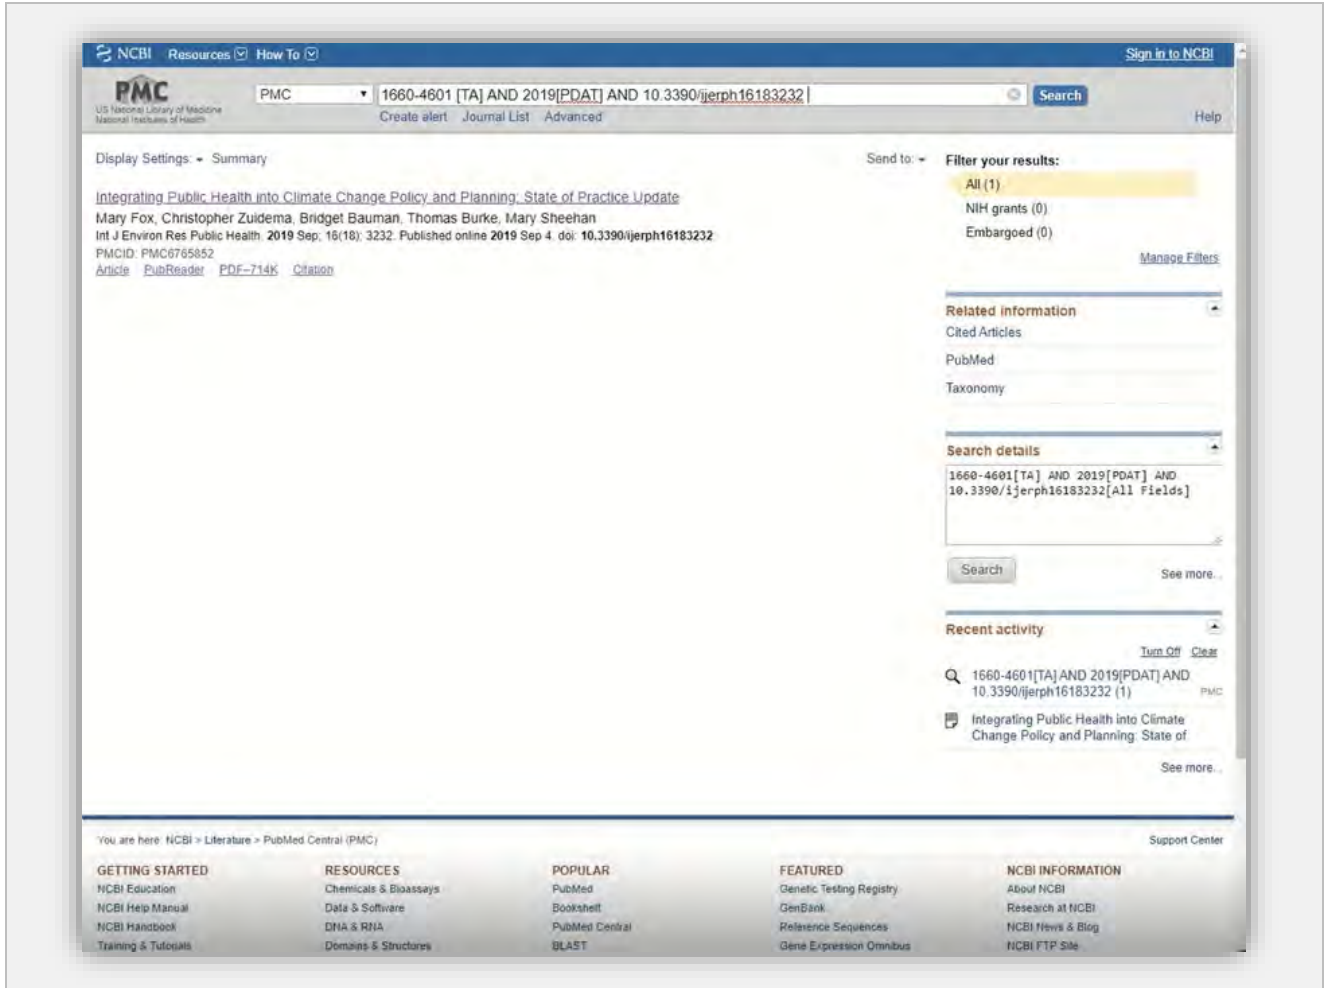 NCBI Resources How To Sign in to NCBI
PMC
US National Library of Medicine
National Institutes of Health
PMC 1660-4601 [TA] AND 2019[PDAT] AND 10.3390/ijerph16183232 Search
Create alert Journal List Advanced Help
Display Settings: Summary Send to:
Integrating Public Health into Climate Change Policy and Planning: State of Practice Update
Mary Fox, Christopher Zuidema, Bridget Bauman, Thomas Burke, Mary Sheehan
Int J Environ Res Public Health. 2019 Sep; 16(18): 3232. Published online 2019 Sep 4. doi: 10.3390/ijerph16183232
PMCID: PMC6765852
Article PubReader PDF–714K Citation
Filter your results:
All (1)
NIH grants (0)
Embargoed (0)
Manage Filters
Related information
Cited Articles
PubMed
Taxonomy
Search details
1660-4601[TA] AND 2019[PDAT] AND
10.3390/ijerph16183232[All Fields]
Search See more...
Recent activity
Turn Off Clear
1660-4601[TA] AND 2019[PDAT] AND
10.3390/ijerph16183232 (1) PMC
Integrating Public Health into Climate
Change Policy and Planning: State of
See more...
You are here: NCBI > Literature > PubMed Central (PMC) Support Center
GETTING STARTED RESOURCES POPULAR FEATURED NCBI INFORMATION
NCBI Education Chemicals & Bioassays PubMed Genetic Testing Registry About NCBI
NCBI Help Manual Data & Software Bookshelf GenBank Research at NCBI
NCBI Handbook DNA & RNA PubMed Central Reference Sequences NCBI News & Blog
Training & Tutorials Domains & Structures BLAST Gene Expression Omnibus NCBI FTP Site